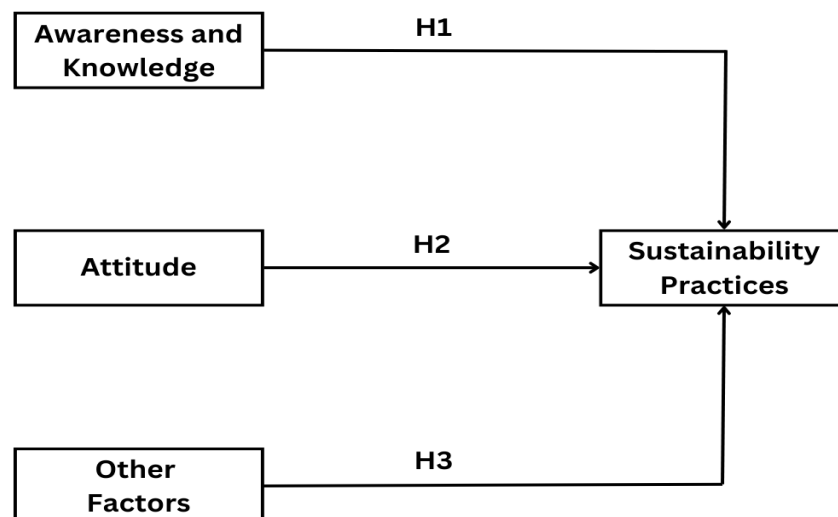 Awareness and
Knowledge
H1
Attitude
H2
Sustainability
Practices
Other
Factors
H3